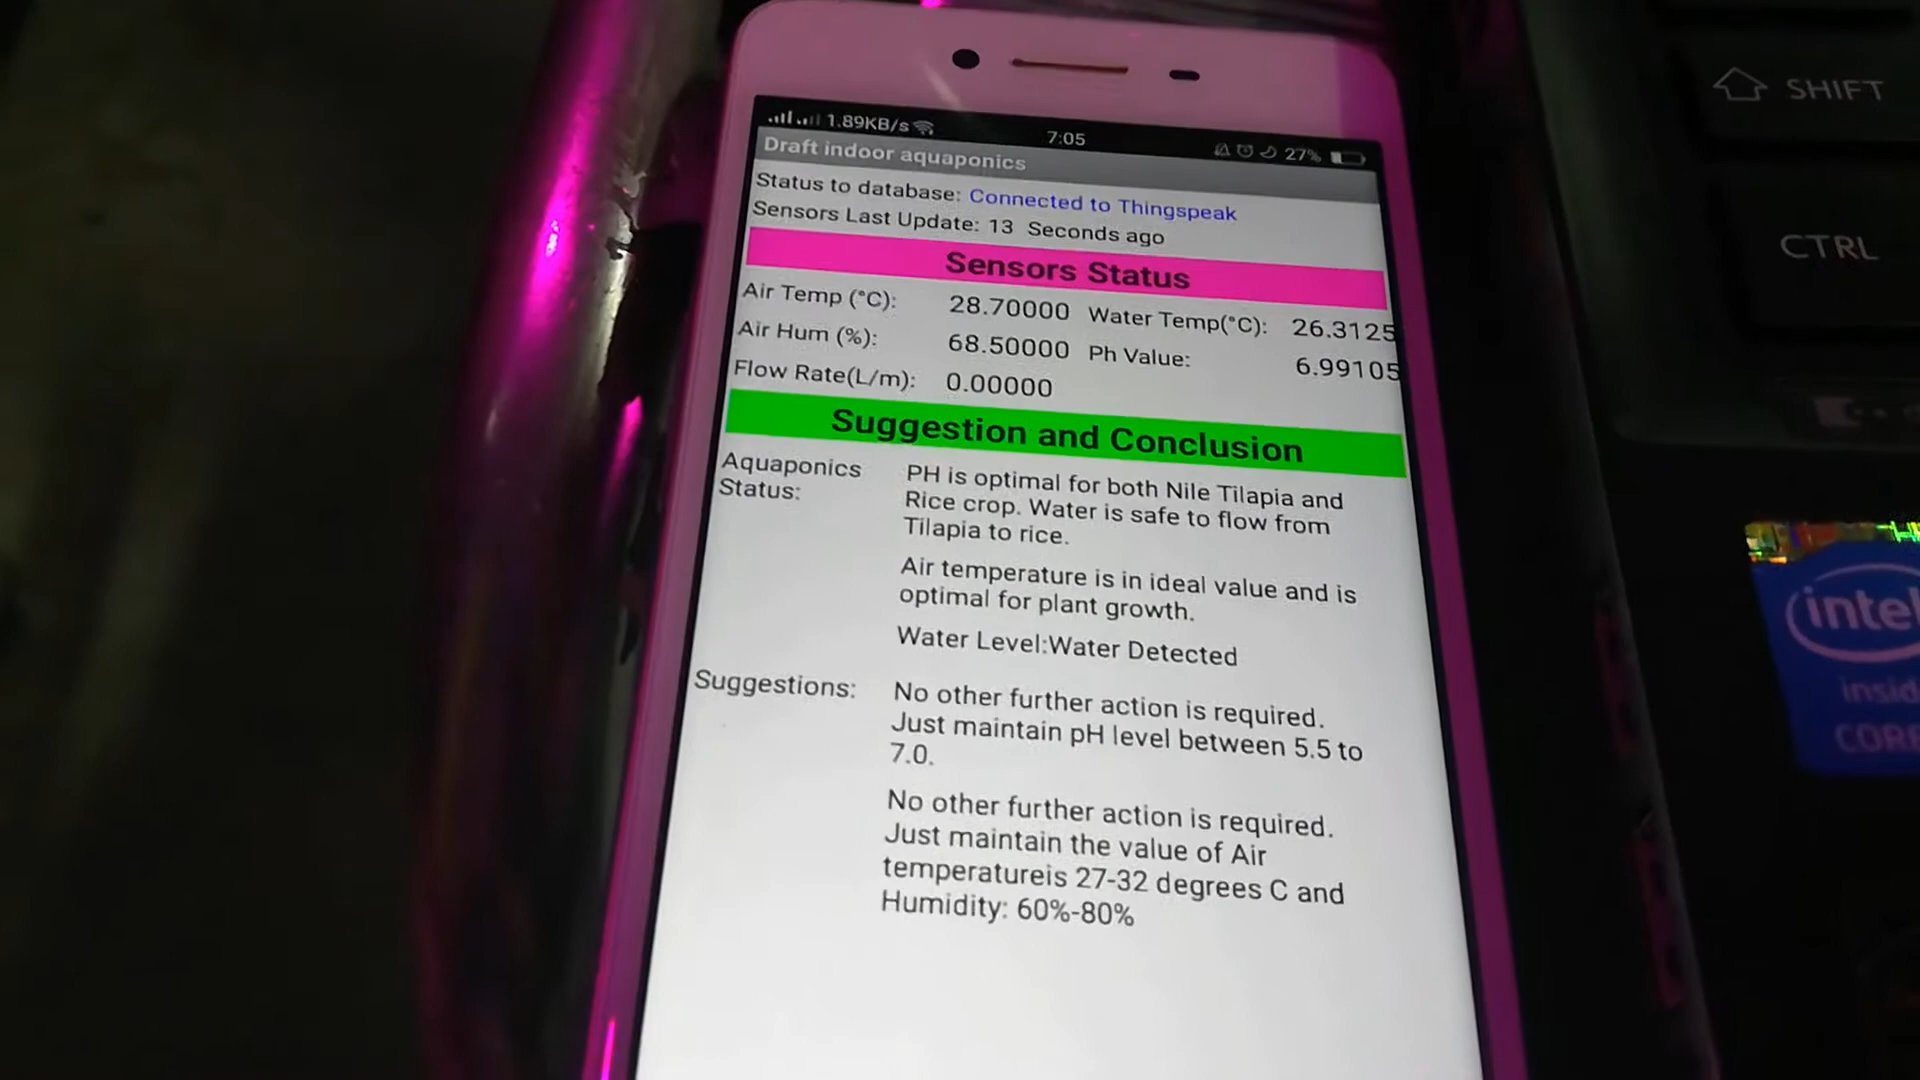 SHIFT
1.89KB/s 7:05 27%
Draft indoor aquaponics
Status to database: Connected to Thingspeak
Sensors Last Update: 13 Seconds ago
Sensors Status
Air Temp (°C): 28.70000 Water Temp(°C): 26.3125
Air Hum (%): 68.50000 Ph Value: 6.99105
Flow Rate(L/m): 0.00000
CTRL
Suggestion and Conclusion
Aquaponics
Status:
PH is optimal for both Nile Tilapia and
Rice crop. Water is safe to flow from
Tilapia to rice.
Air temperature is in ideal value and is
optimal for plant growth.
Water Level:Water Detected
Suggestions: No other further action is required.
Just maintain pH level between 5.5 to
7.0.
No other further action is required.
Just maintain the value of Air
temperatureis 27-32 degrees C and
Humidity: 60%-80%
intel
insid
CORE